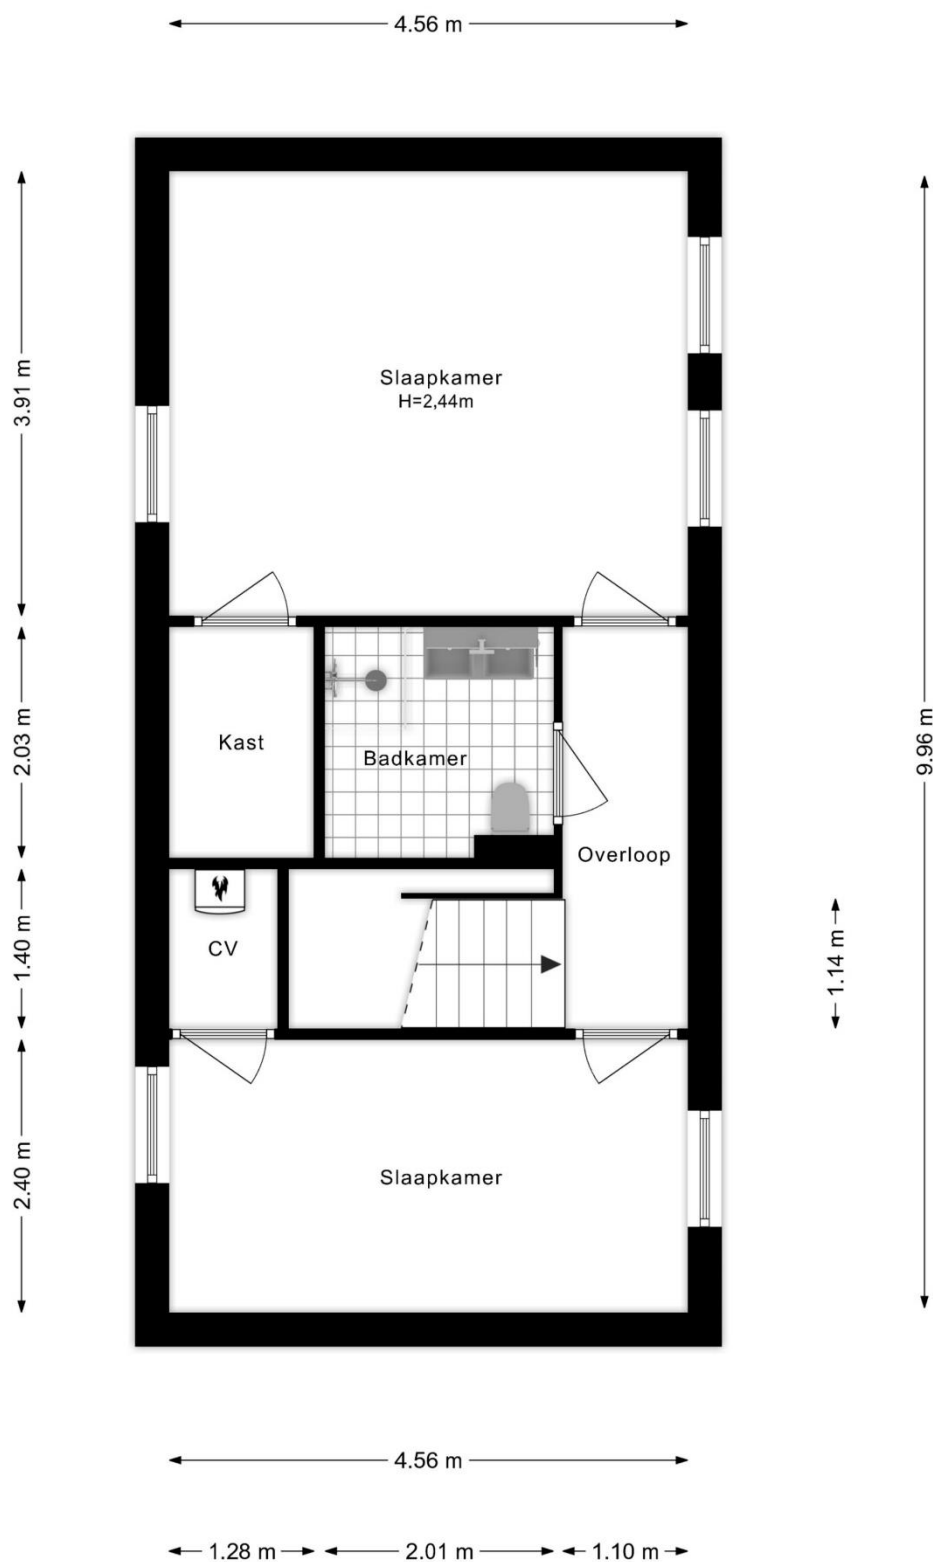 4.56 m
Slaapkamer
H=2,44m
3.91 m
Kast
Badkamer
2.03 m
9.96 m
Overloop
CV
1.40 m
1.14 m
Slaapkamer
2.40 m
4.56 m
1.28 m
2.01 m
1.10 m